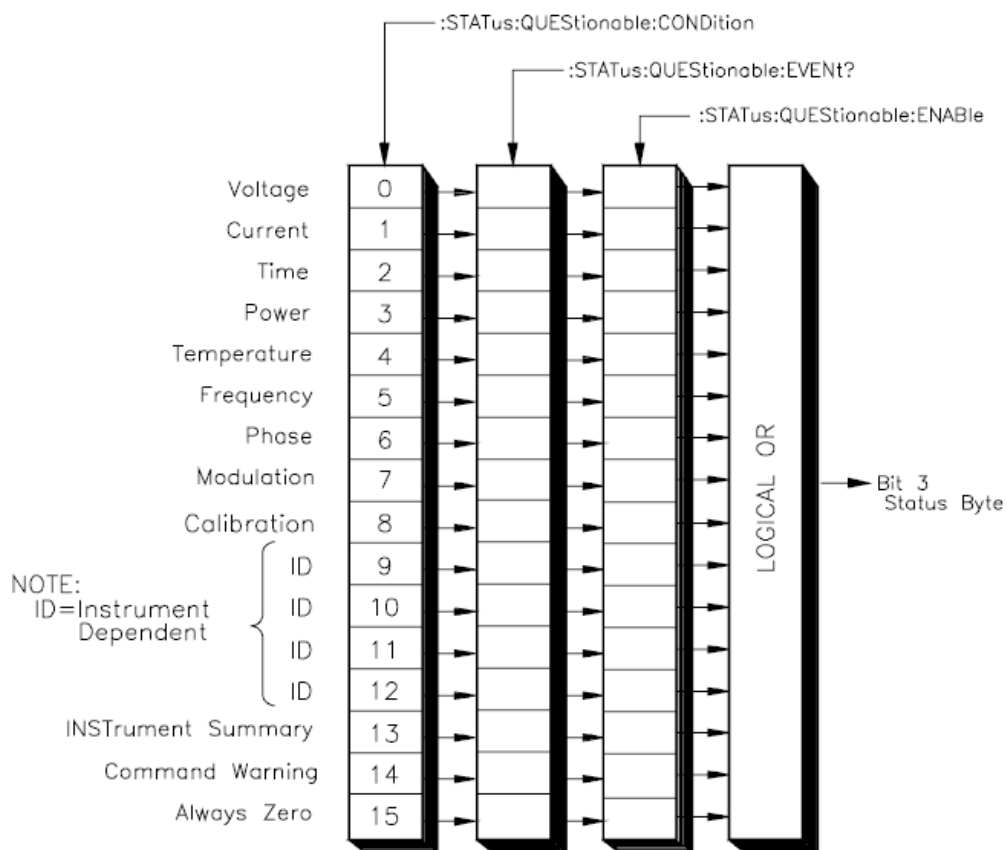 :STATus:QUEStionable:CONDition
:STATus:QUEStionable:EVENt?
:STATus:QUEStionable:ENABle
Voltage 0
Current 1
Time 2
Power 3
Temperature 4
Frequency 5
Phase 6
Modulation 7
Calibration 8
ID 9
ID 10
ID 11
ID 12
NOTE:
ID=Instrument
Dependent
INSTrument Summary 13
Command Warning 14
Always Zero 15
LOGICAL OR
Bit 3
Status Byte